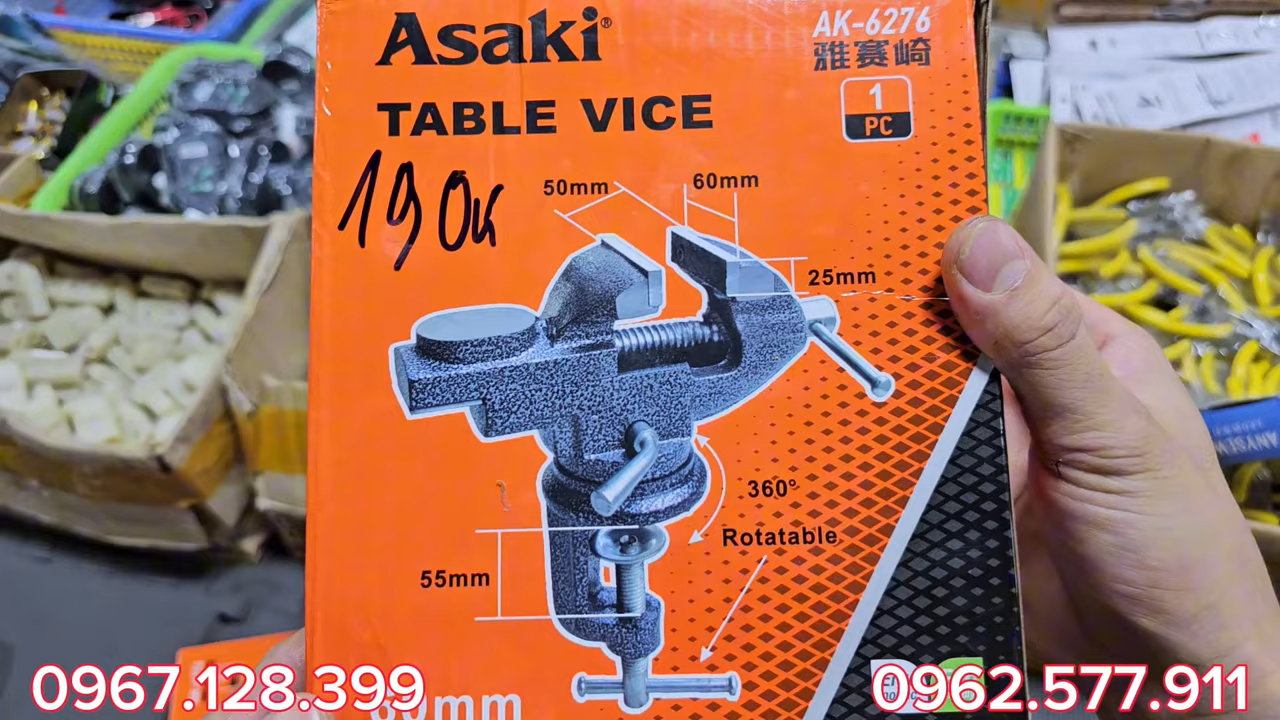 Asaki®
AK-6276
雅赛崎
TABLE VICE
1
PC
190k
50mm
60mm
25mm
360°
Rotatable
55mm
0967.128.399
0962.577.911